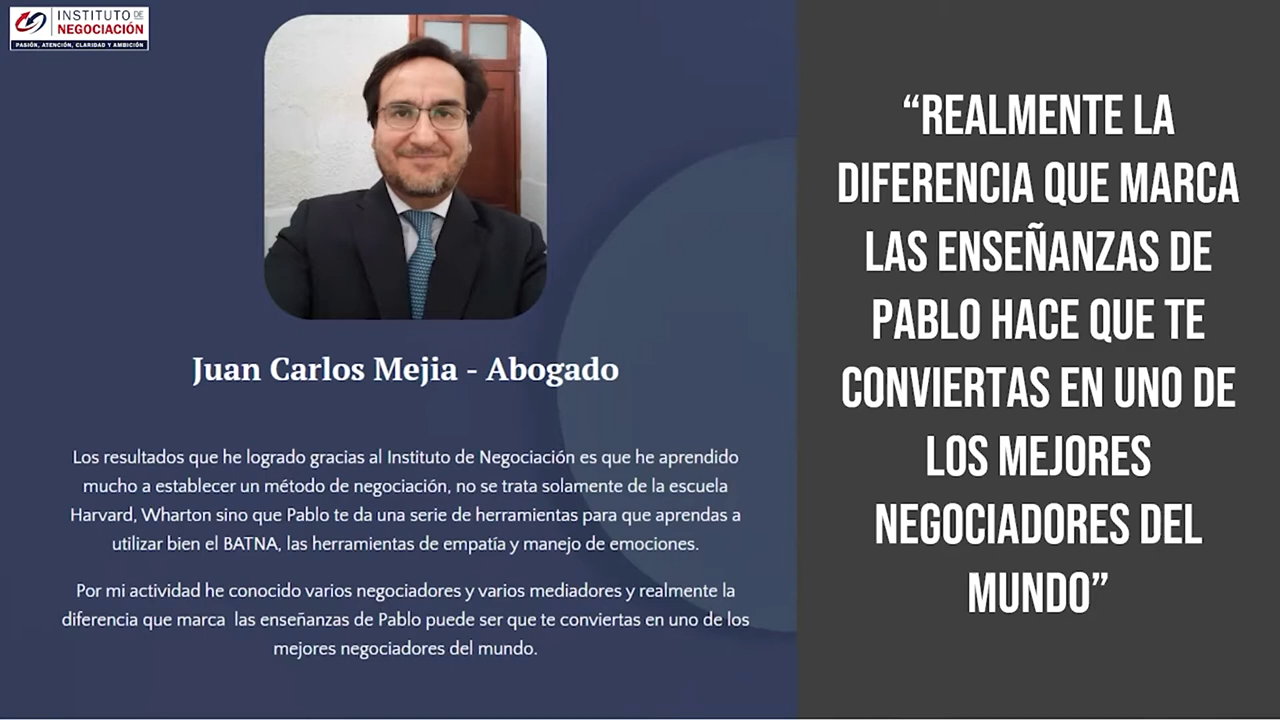 INSTITUTO DE
NEGOCIACIÓN
PASIÓN, ATENCIÓN, CLARIDAD Y AMBICIÓN
Juan Carlos Mejia - Abogado
Los resultados que he logrado gracias al Instituto de Negociación es que he aprendido
mucho a establecer un método de negociación, no se trata solamente de la escuela
Harvard, Wharton sino que Pablo te da una serie de herramientas para que aprendas a
utilizar bien el BATNA, las herramientas de empatía y manejo de emociones.
Por mi actividad he conocido varios negociadores y varios mediadores y realmente la
diferencia que marca las enseñanzas de Pablo puede ser que te conviertas en uno de los
mejores negociadores del mundo.
“REALMENTE LA
DIFERENCIA QUE MARCA
LAS ENSEÑANZAS DE
PABLO HACE QUE TE
CONVIERTAS EN UNO DE
LOS MEJORES
NEGOCIADORES DEL
MUNDO”